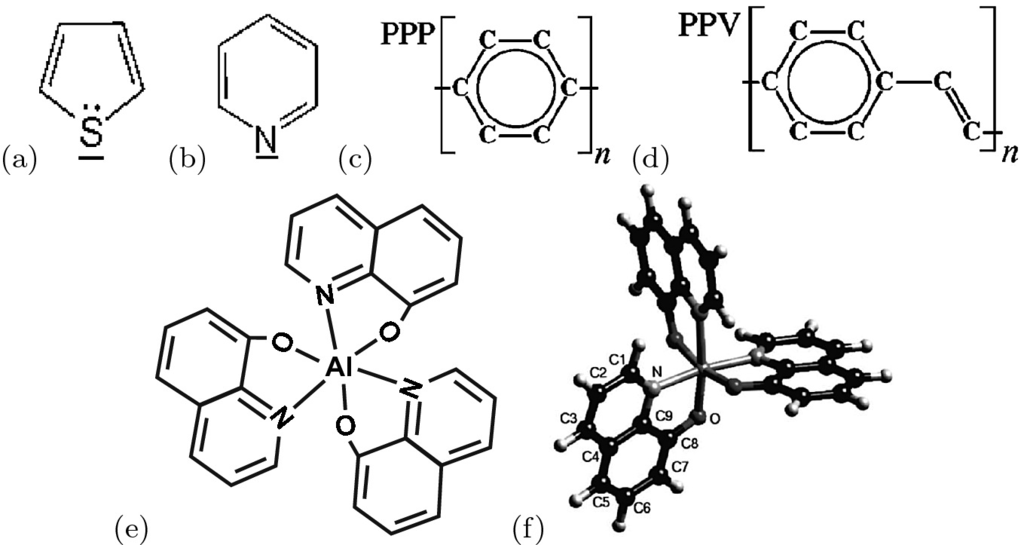 PPP
PPV
C C
C C
C C
n
C C
C C C
C C C
n
S
N
(a)
(b)
(c)
(d)
N
O
O
Al
N
N
O
C1
N
C2
C3
C9
O
C4
C8
C7
C5
C6
(e)
(f)